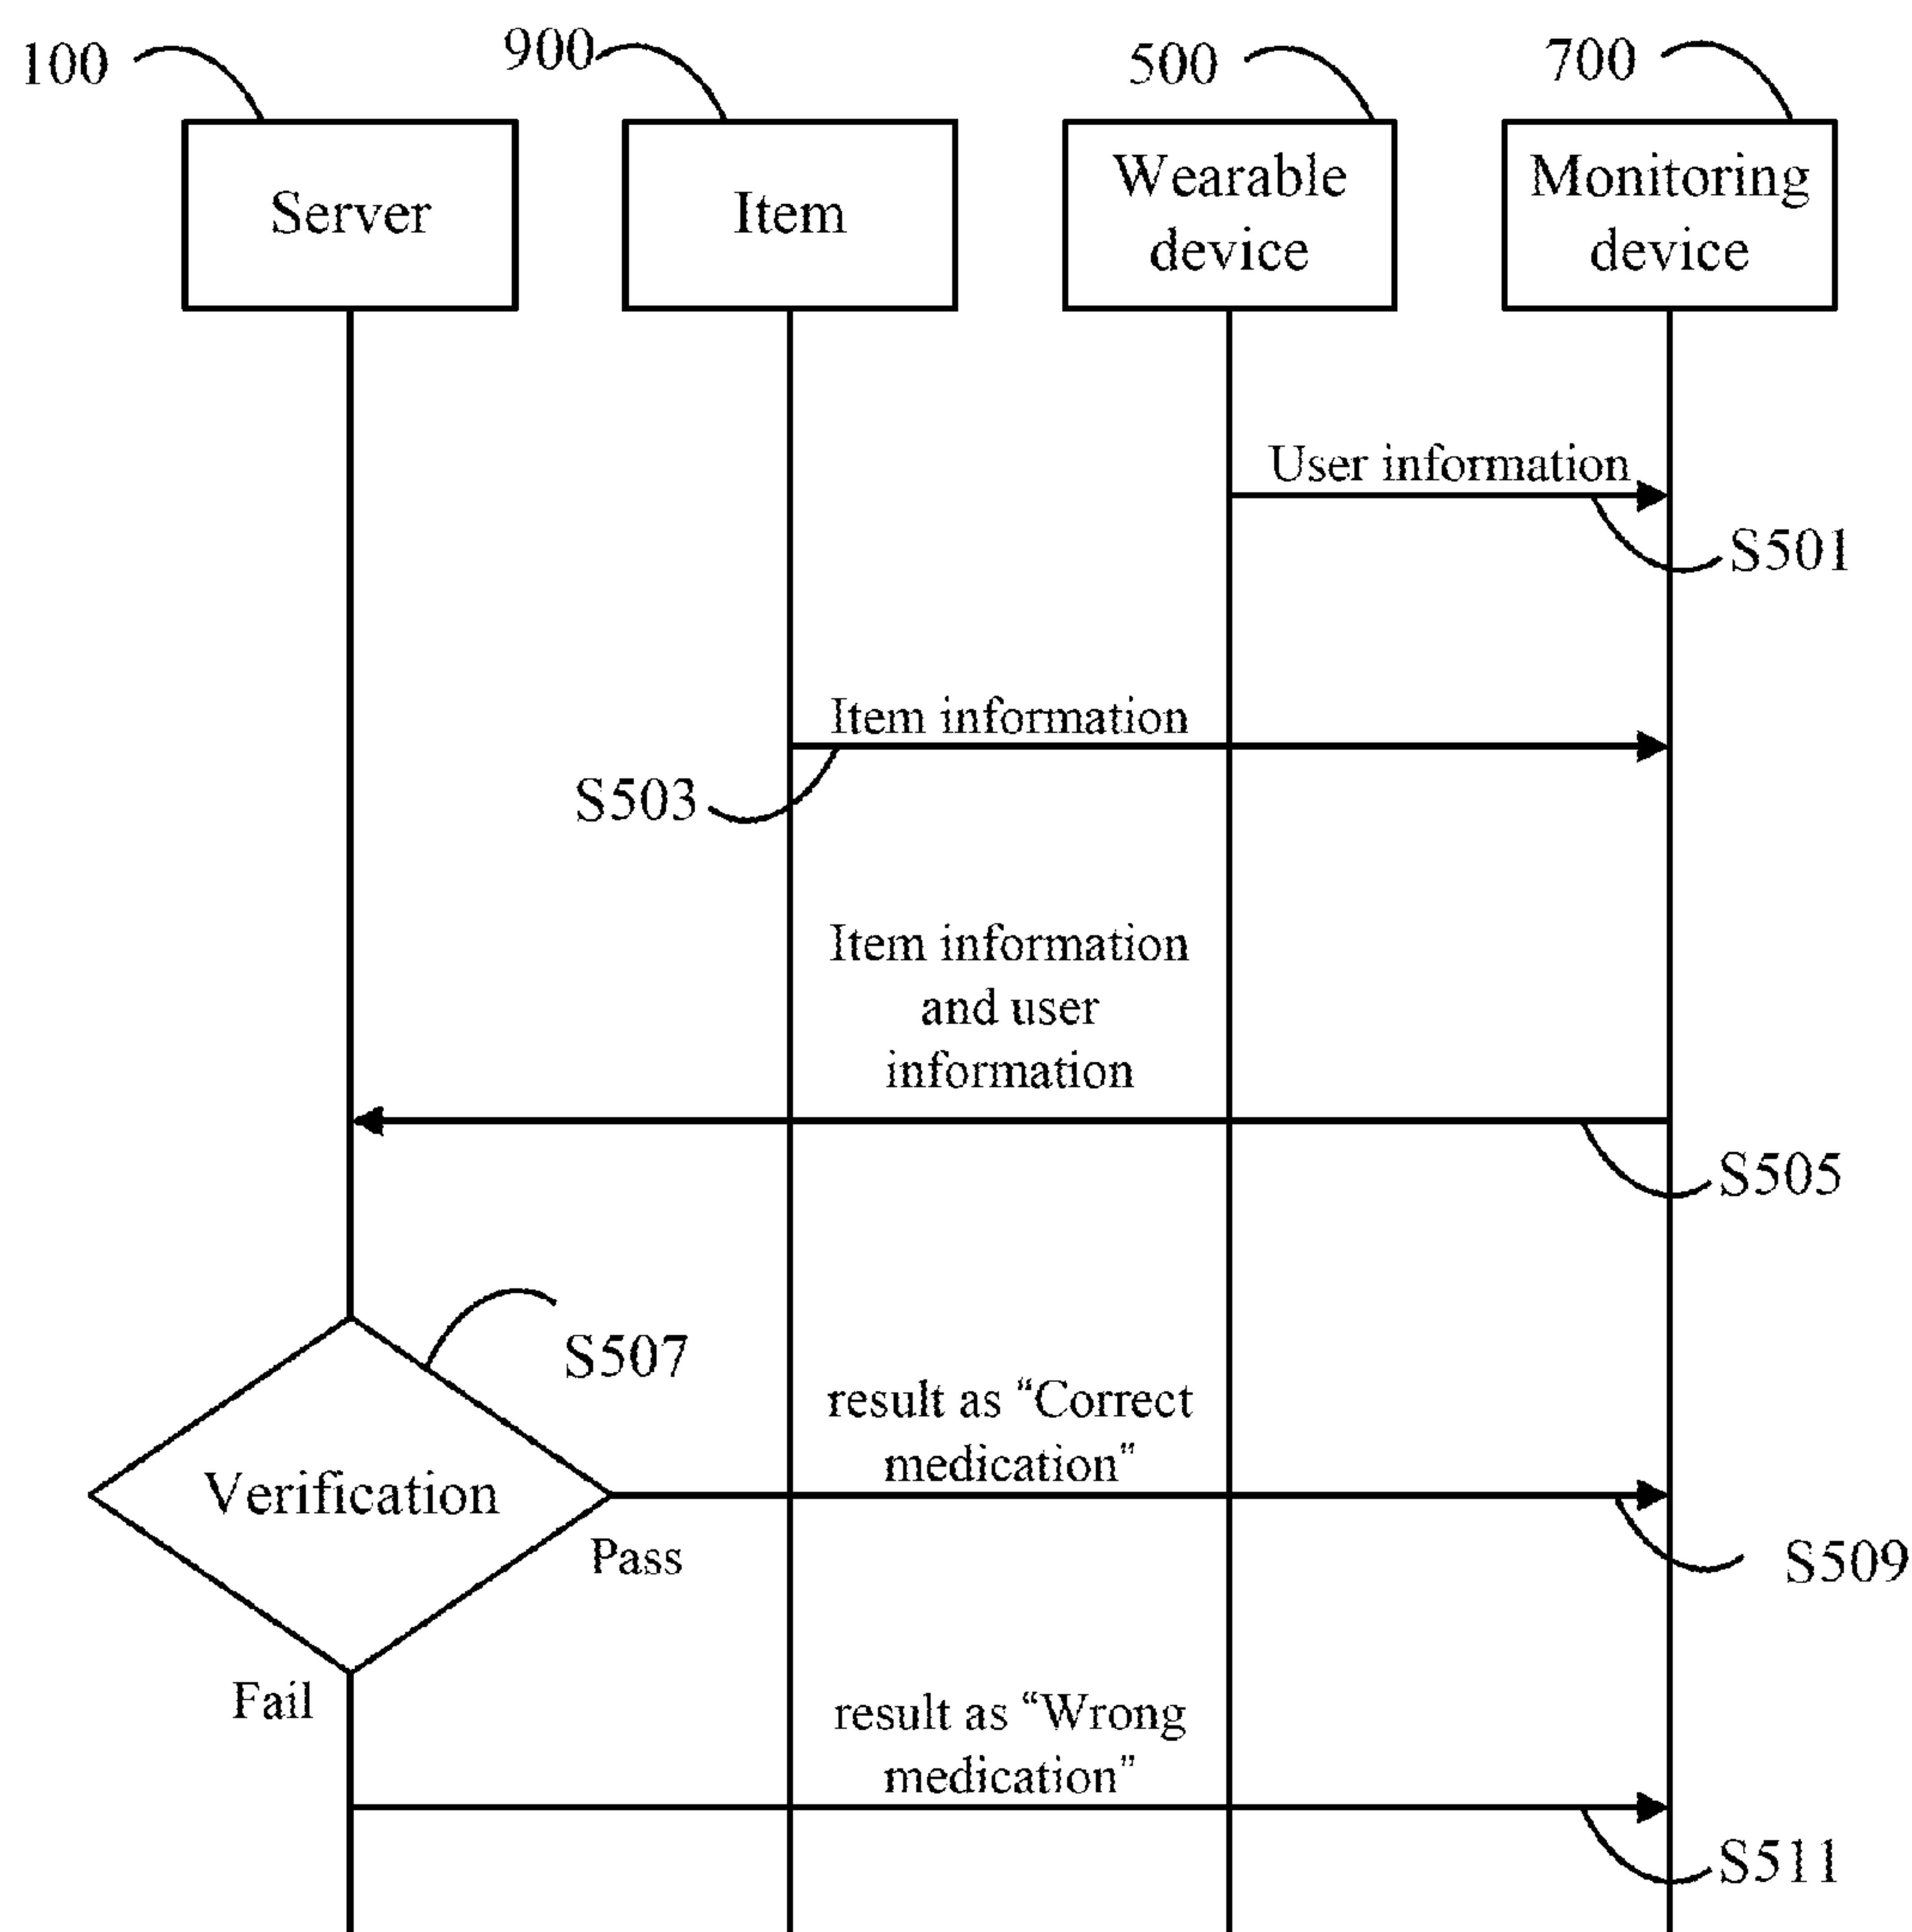 100
900
500
700
Server
Item
Wearable
device
Monitoring
device
User information
S501
Item information
S503
Item information
and user
information
S505
S507
Verification
result as “Correct
medication”
Pass
S509
Fail
result as “Wrong
medication”
S511